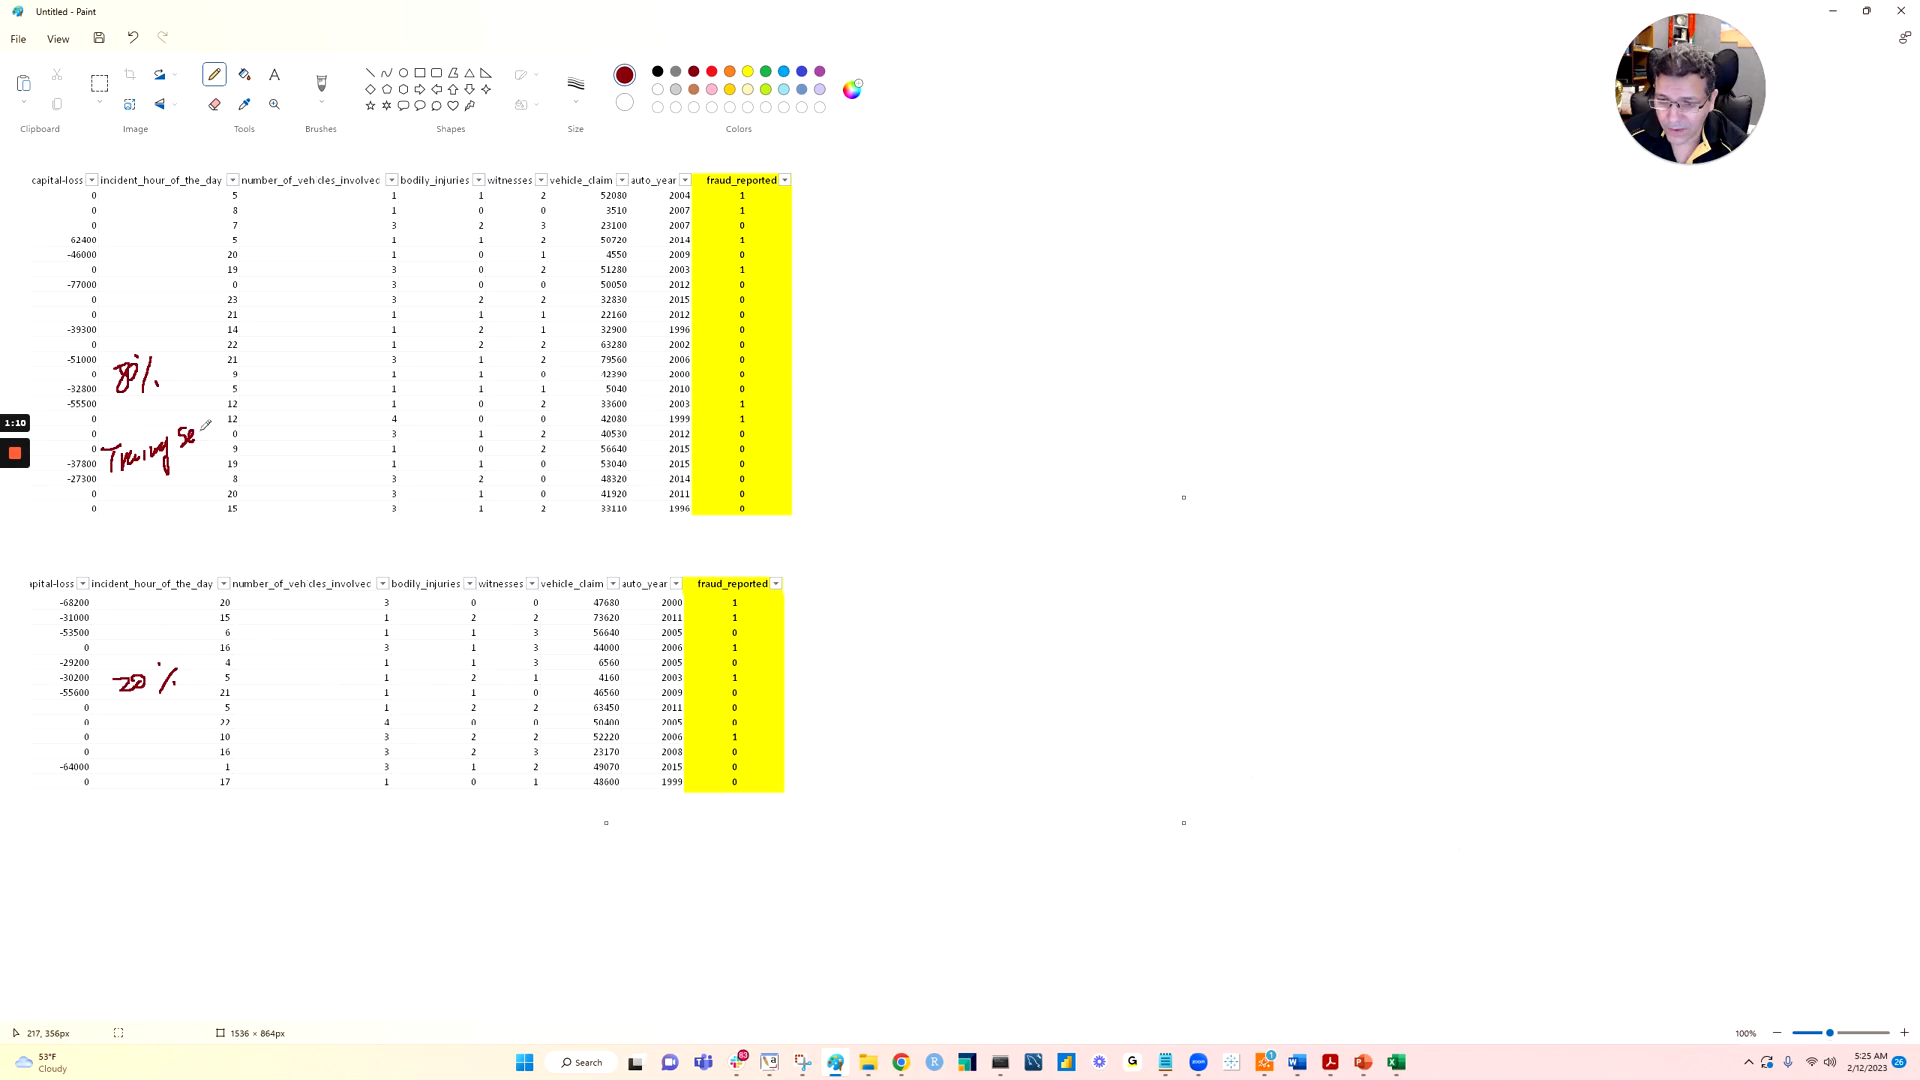 Untitled - Paint
File View
Clipboard Image Tools Brushes Shapes Size Colors
capital-loss incident_hour_of_the_day number_of_vehicles_involved bodily_injuries witnesses vehicle_claim auto_year fraud_reported
0 5 1 1 2 52080 2004 1
0 8 1 0 0 3510 2007 1
0 7 3 2 3 23100 2007 0
62400 5 1 1 2 50720 2014 1
-46000 20 1 0 1 4550 2009 0
0 19 3 0 2 51280 2003 1
-77000 0 3 0 0 50050 2012 0
0 23 3 2 2 32830 2015 0
0 21 1 1 1 22160 2012 0
-39300 14 1 2 1 32900 1996 0
0 22 1 2 2 63280 2002 0
-51000 21 3 1 2 79560 2006 0
0 9 1 1 0 42390 2000 0
80%
-32800 5 1 1 1 5040 2010 0
-55500 12 1 0 2 33600 2003 1
0 12 4 0 0 42080 1999 1
1:10
0 0 3 1 2 40530 2012 0
0 9 1 0 2 56640 2015 0
Training Se
-37800 19 1 1 0 53040 2015 0
-27300 8 3 2 0 48320 2014 0
0 20 3 1 0 41920 2011 0
0 15 3 1 2 33110 1996 0
apital-loss incident_hour_of_the_day number_of_vehicles_involved bodily_injuries witnesses vehicle_claim auto_year fraud_reported
-68200 20 3 0 0 47680 2000 1
-31000 15 1 2 2 73620 2011 1
-53500 6 1 1 3 56640 2005 0
0 16 3 1 3 44000 2006 1
-29200 4 1 1 3 6560 2005 0
-30200 5 1 2 1 4160 2003 1
20%
-55600 21 1 1 0 46560 2009 0
0 5 1 2 2 63450 2011 0
0 22 4 0 0 50400 2005 0
0 10 3 2 2 52220 2006 1
0 16 3 2 3 23170 2008 0
-64000 1 3 1 2 49070 2015 0
0 17 1 0 1 48600 1999 0
217, 356px 1536 × 864px 100%
53°F
Cloudy
Search
83
1
5:25 AM
2/12/2023
26